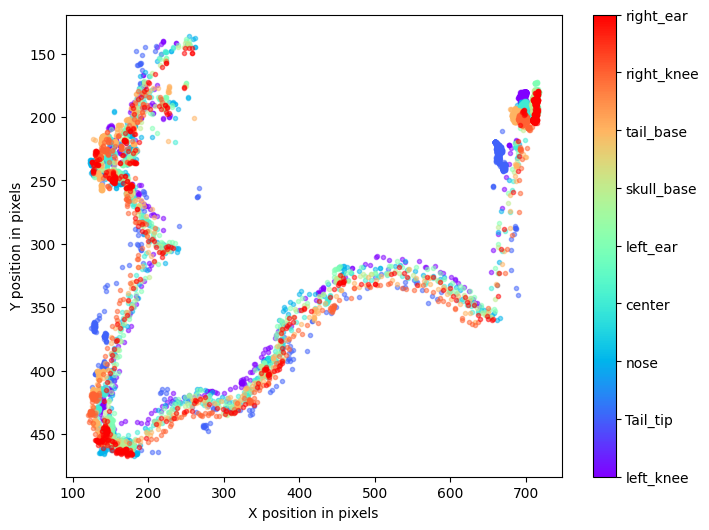 150
200
250
300
350
400
450
Y position in pixels
100
200
300
400
500
600
700
X position in pixels
right_ear
right_knee
tail_base
skull_base
left_ear
center
nose
Tail_tip
left_knee